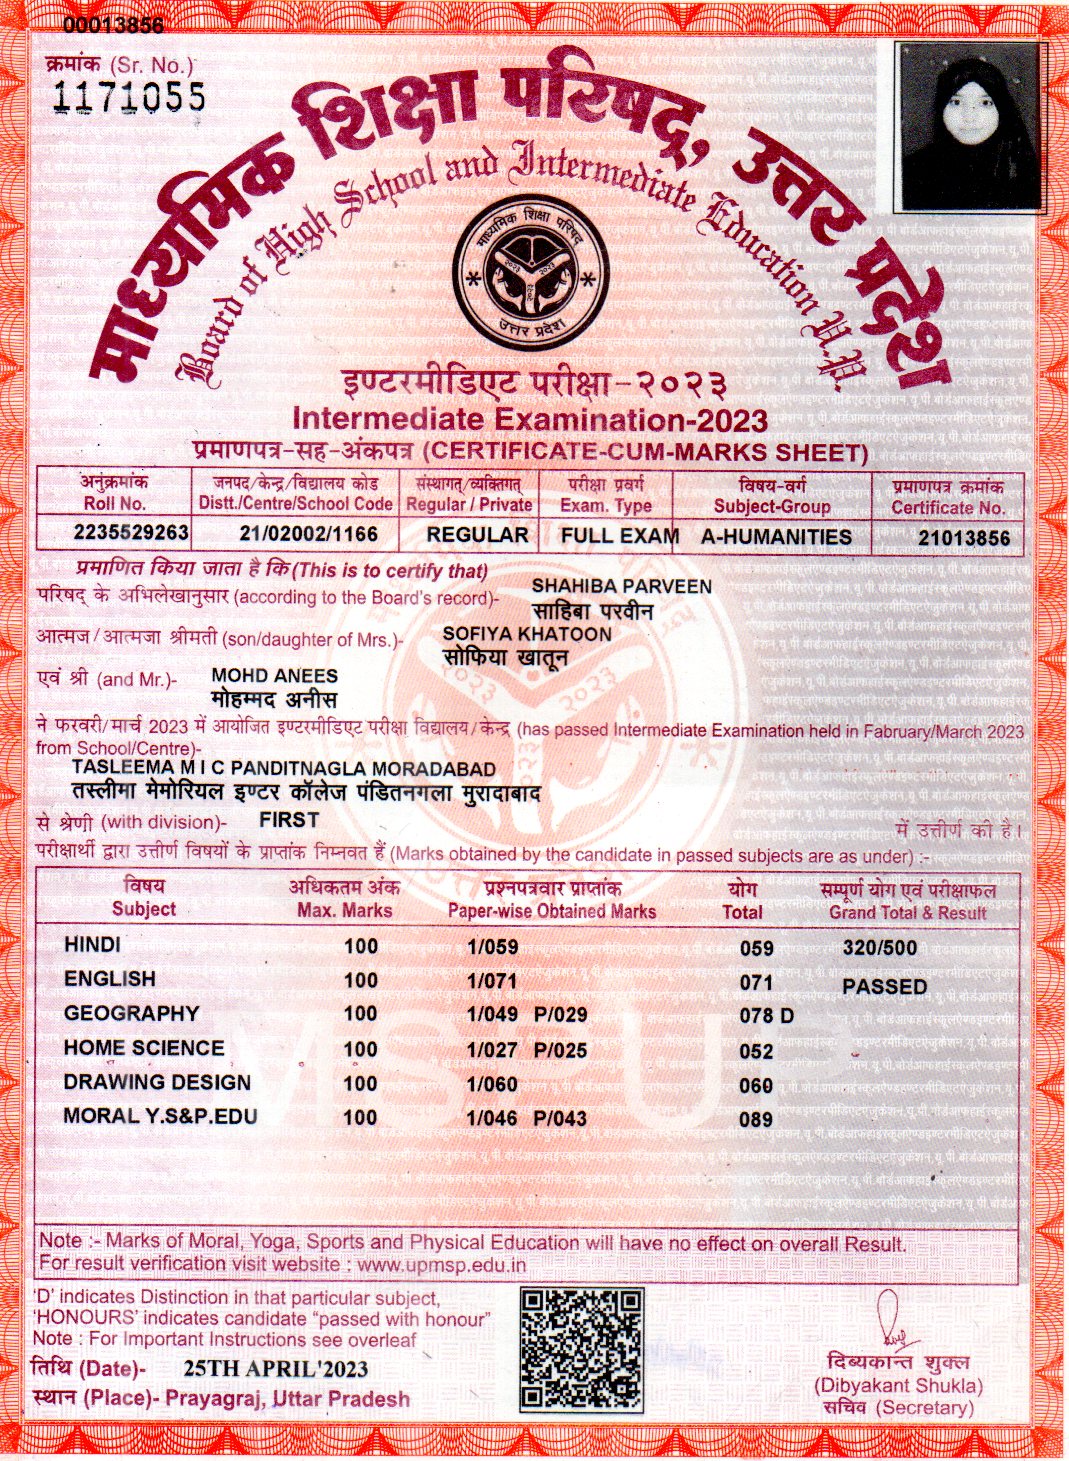 00013856
क्रमांक (Sr. No.)
1171055
माध्यमिक शिक्षा परिषद्, उत्तर प्रदेश
Board of High School and Intermediate Education U.P.
माध्यमिक शिक्षा परिषद
२०२३ २०२३
२०२३
उत्तर प्रदेश
इण्टरमीडिएट परीक्षा-२०२३
Intermediate Examination-2023
प्रमाणपत्र-सह-अंकपत्र (CERTIFICATE-CUM-MARKS SHEET)
अनुक्रमांक जनपद/केन्द्र/विद्यालय कोड संस्थागत्/व्यक्तिगत् परीक्षा प्रवर्ग विषय-वर्ग प्रमाणपत्र क्रमांक
Roll No. Distt./Centre/School Code Regular / Private Exam. Type Subject-Group Certificate No.
2235529263 21/02002/1166 REGULAR FULL EXAM A-HUMANITIES 21013856
प्रमाणित किया जाता है कि (This is to certify that)
SHAHIBA PARVEEN
परिषद् के अभिलेखानुसार (according to the Board's record)-
साहिबा परवीन
SOFIYA KHATOON
आत्मज/आत्मजा श्रीमती (son/daughter of Mrs.)-
सोफिया खातून
एवं श्री (and Mr.)- MOHD ANEES
मोहम्मद अनीस
ने फरवरी/मार्च 2023 में आयोजित इण्टरमीडिएट परीक्षा विद्यालय/केन्द्र (has passed Intermediate Examination held in Fabruary/March 2023
from School/Centre)-
TASLEEMA M I C PANDITNAGLA MORADABAD
तस्लीमा मेमोरियल इण्टर कॉलेज पंडितनगला मुरादाबाद
से श्रेणी (with division)- FIRST में उत्तीर्ण की है।
परीक्षार्थी द्वारा उत्तीर्ण विषयों के प्राप्तांक निम्नवत हैं (Marks obtained by the candidate in passed subjects are as under) :-
विषय अधिकतम अंक प्रश्नपत्रवार प्राप्तांक योग सम्पूर्ण योग एवं परीक्षाफल
Subject Max. Marks Paper-wise Obtained Marks Total Grand Total & Result
HINDI 100 1/059 059 320/500
ENGLISH 100 1/071 071 PASSED
GEOGRAPHY 100 1/049 P/029 078 D
HOME SCIENCE 100 1/027 P/025 052
DRAWING DESIGN 100 1/060 060
MORAL Y.S&P.EDU 100 1/046 P/043 089
MSPUP
Note :- Marks of Moral, Yoga, Sports and Physical Education will have no effect on overall Result.
For result verification visit website : www.upmsp.edu.in
'D' indicates Distinction in that particular subject,
'HONOURS' indicates candidate "passed with honour"
Note : For Important Instructions see overleaf
तिथि (Date)- 25TH APRIL'2023
स्थान (Place)- Prayagraj, Uttar Pradesh
दिब्यकान्त शुक्ल
(Dibyakant Shukla)
सचिव (Secretary)